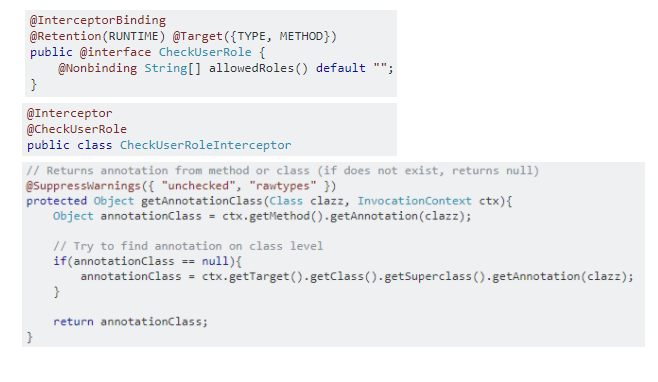 @InterceptorBinding
@Retention(RUNTIME) @Target({TYPE, METHOD})
public @interface CheckUserRole {
    @Nonbinding String[] allowedRoles() default "";
}
@Interceptor
@CheckUserRole
public class CheckUserRoleInterceptor
// Returns annotation from method or class (if does not exist, returns null)
@SuppressWarnings({ "unchecked", "rawtypes" })
protected Object getAnnotationClass(Class clazz, InvocationContext ctx){
    Object annotationClass = ctx.getMethod().getAnnotation(clazz);
    // Try to find annotation on class level
    if(annotationClass == null){
        annotationClass = ctx.getTarget().getClass().getSuperclass().getAnnotation(clazz);
    }
    return annotationClass;
}